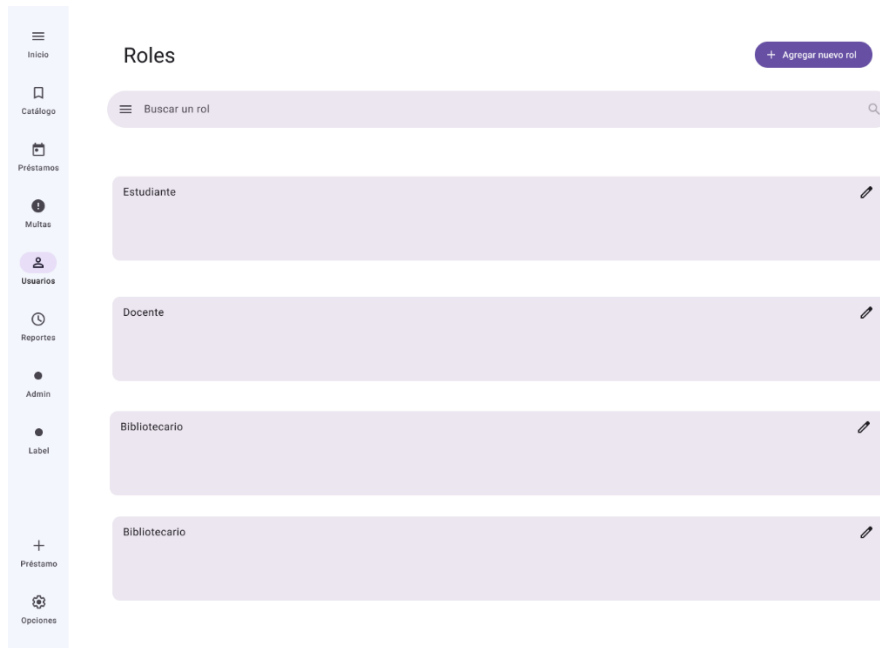 Inicio
Catálogo
Préstamos
Multas
Usuarios
Reportes
Admin
Label
Préstamo
Opciones
Roles
Agregar nuevo rol
Buscar un rol
Estudiante
Docente
Bibliotecario
Bibliotecario